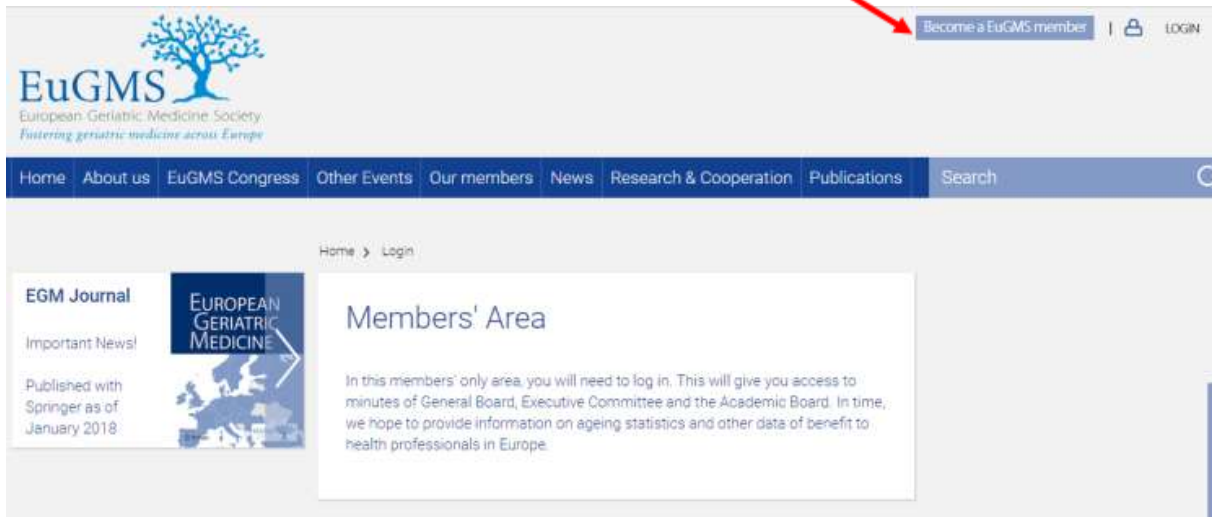 Become a EuGMS member | LOGIN
EuGMS
European Geriatric Medicine Society
Fostering geriatric medicine across Europe
Home About us EuGMS Congress Other Events Our members News Research & Cooperation Publications Search
Home > Login
EGM Journal
Important News!
Published with
Springer as of
January 2018
EUROPEAN
GERIATRIC
MEDICINE
Members' Area
In this members' only area, you will need to log in. This will give you access to
minutes of General Board, Executive Committee and the Academic Board. In time,
we hope to provide information on ageing statistics and other data of benefit to
health professionals in Europe.